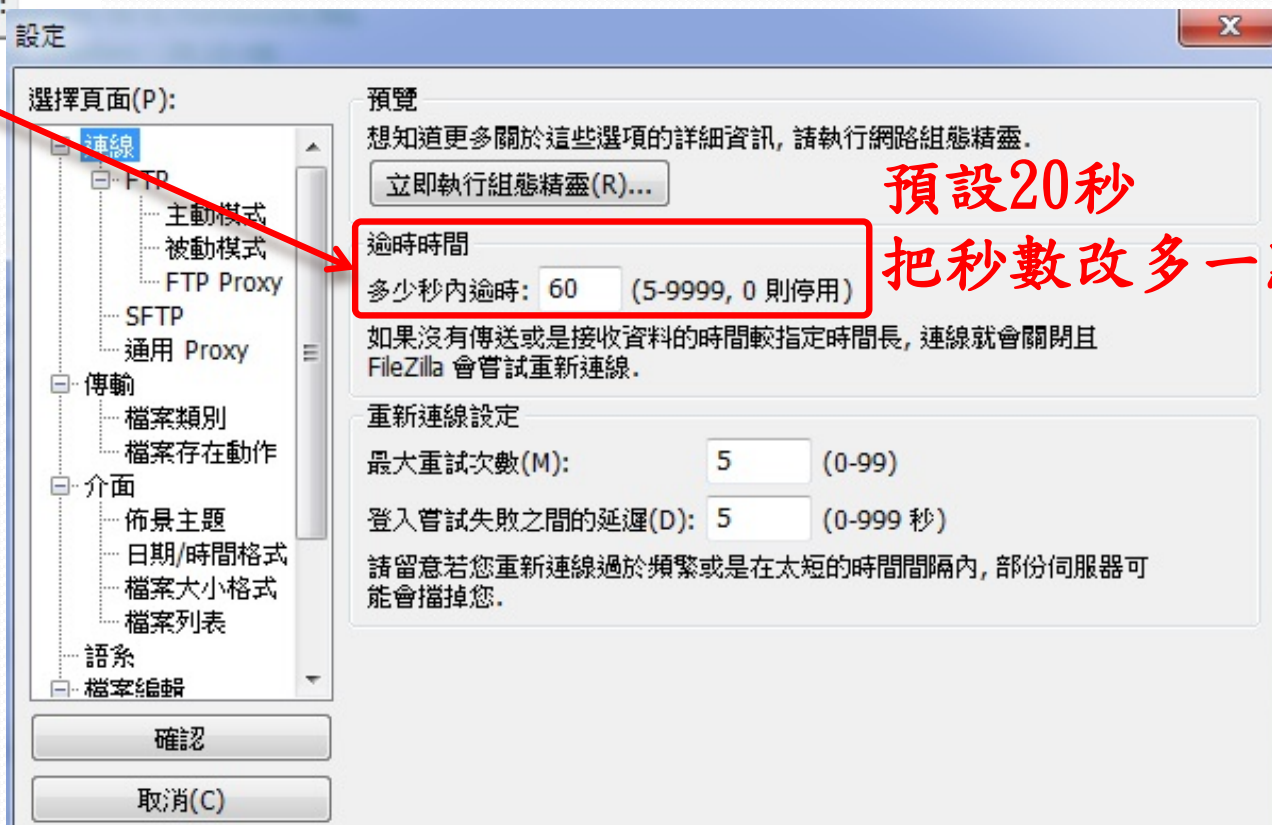 設定
選擇頁面(P):
連線
FTP
主動模式
被動模式
FTP Proxy
SFTP
通用 Proxy
傳輸
檔案類別
檔案存在動作
介面
佈景主題
日期/時間格式
檔案大小格式
檔案列表
語系
檔案編輯
確認
取消(C)
預覽
想知道更多關於這些選項的詳細資訊, 請執行網路組態精靈.
立即執行組態精靈(R)...
預設20秒
把秒數改多一
逾時時間
多少秒內逾時: 60 (5-9999, 0 則停用)
如果沒有傳送或是接收資料的時間較指定時間長, 連線就會關閉且
FileZilla 會嘗試重新連線.
重新連線設定
最大重試次數(M): 5 (0-99)
登入嘗試失敗之間的延遲(D): 5 (0-999 秒)
請留意若您重新連線過於頻繁或是在太短的時間間隔內, 部份伺服器可
能會擋掉您.